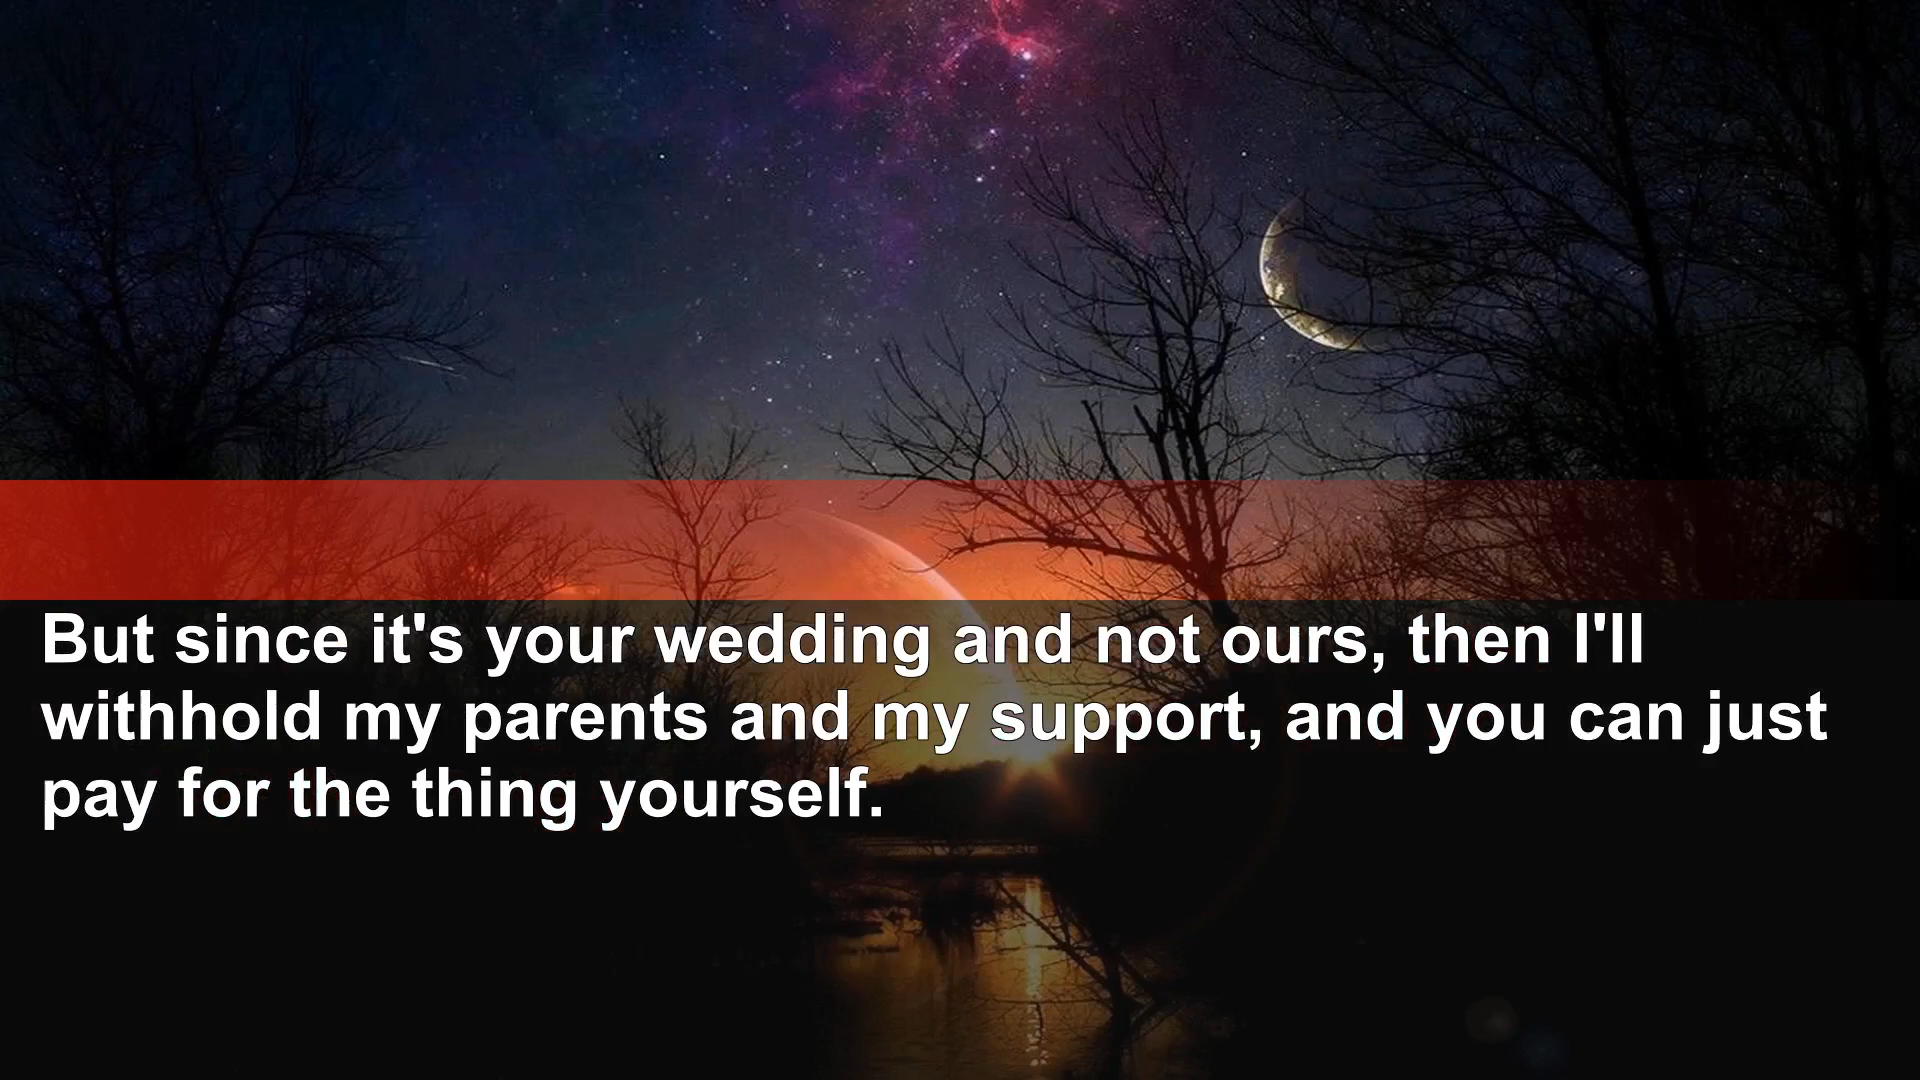 But since it's your wedding and not ours, then I'll
withhold my parents and my support, and you can just
pay for the thing yourself.